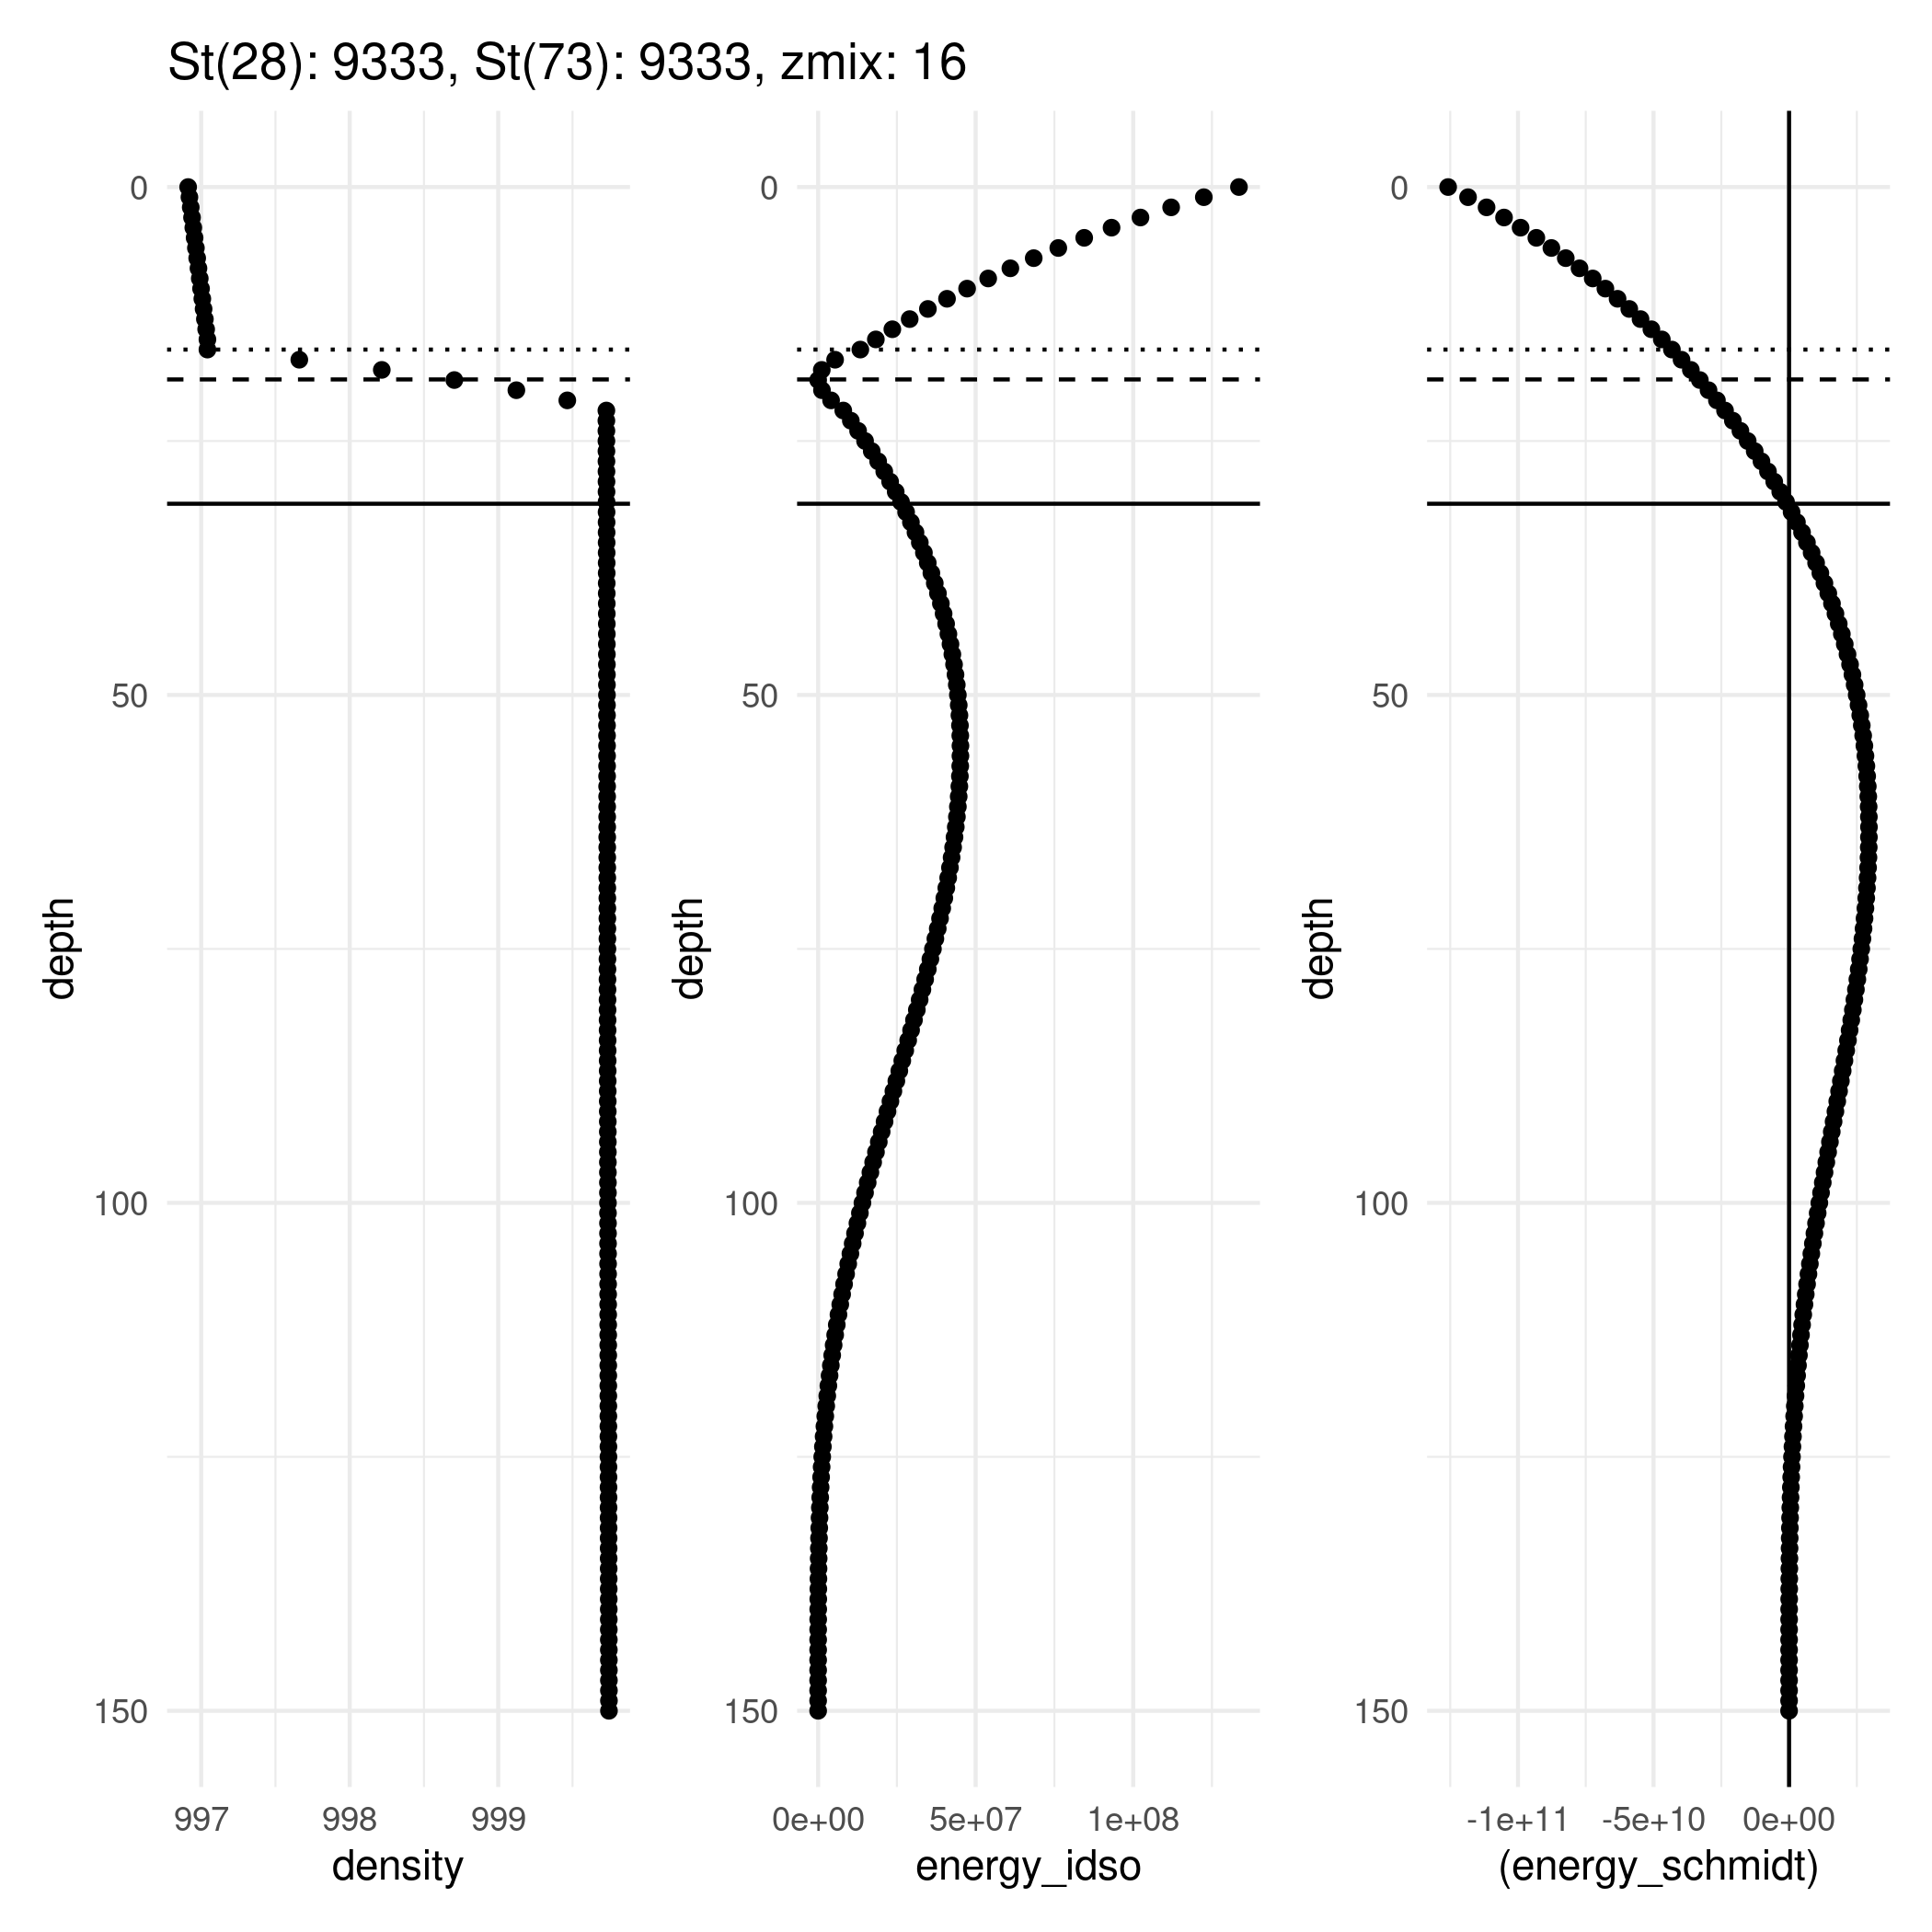 St(28): 9333, St(73): 9333, zmix: 16
0
50
100
150
depth
997
998
999
density
0
50
100
150
depth
0e+00
5e+07
1e+08
energy_idso
0
50
100
150
depth
-1e+11
-5e+10
0e+00
(energy_schmidt)